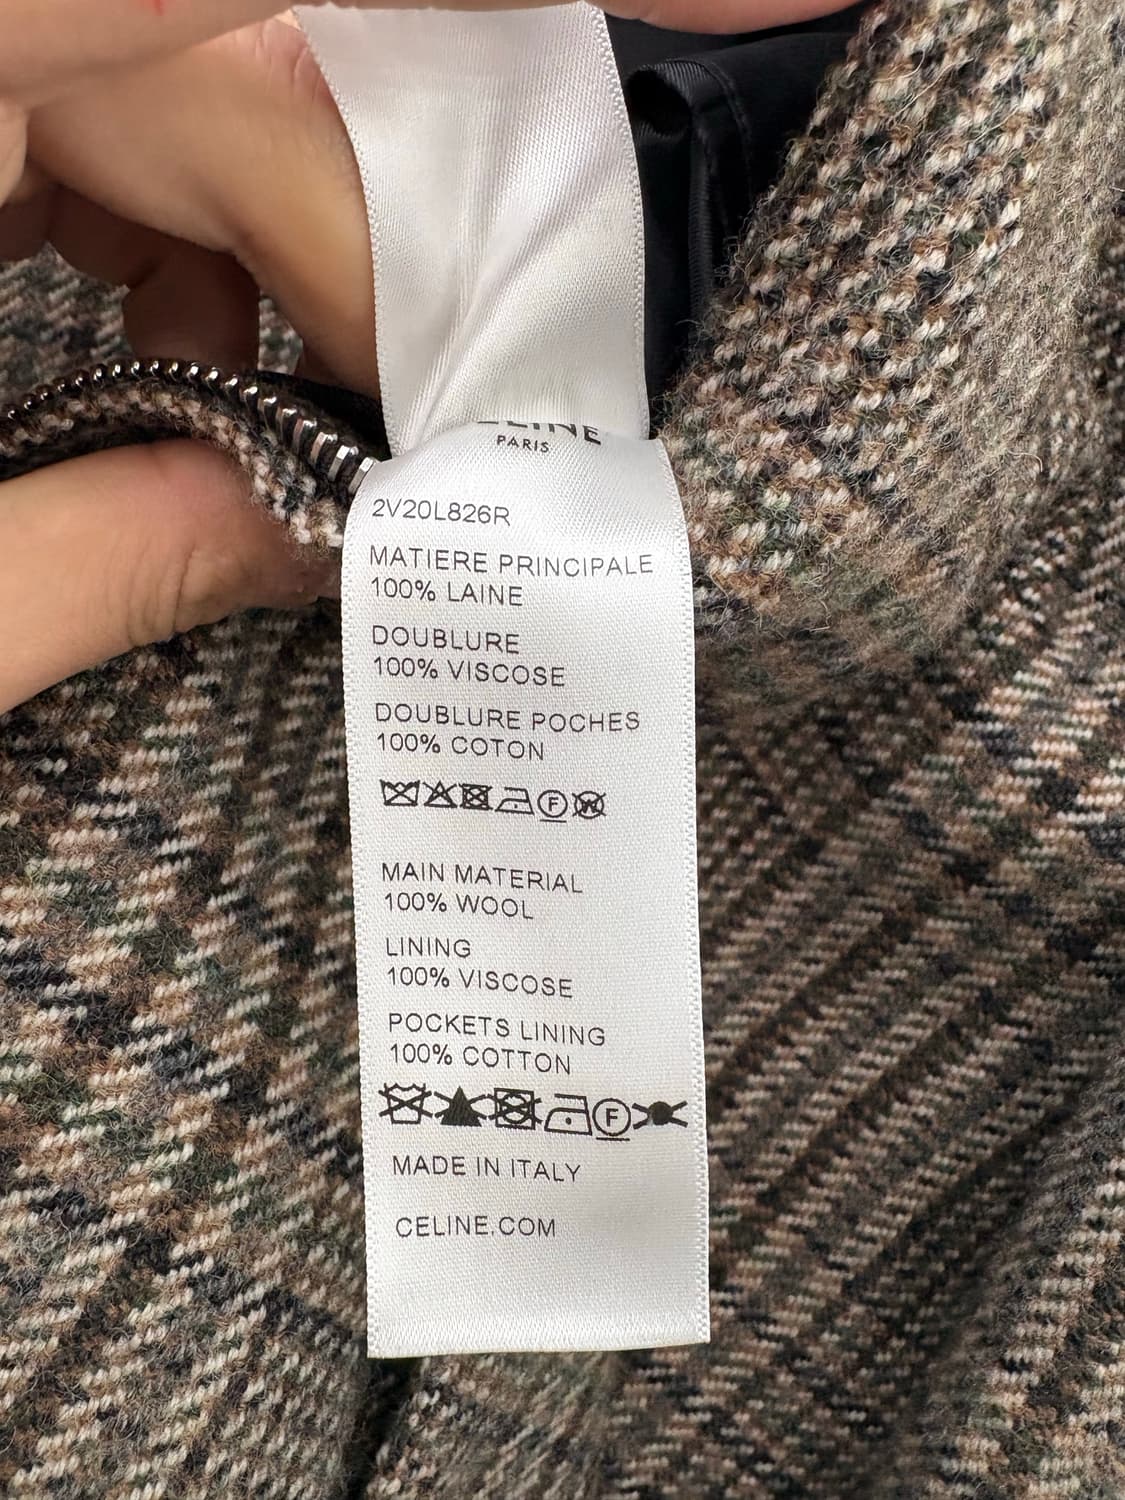 CELINE
PARIS
2V20L826R
MATIERE PRINCIPALE
100% LAINE
DOUBLURE
100% VISCOSE
DOUBLURE POCHES
100% COTON
F W
MAIN MATERIAL
100% WOOL
LINING
100% VISCOSE
POCKETS LINING
100% COTTON
F
MADE IN ITALY
CELINE.COM